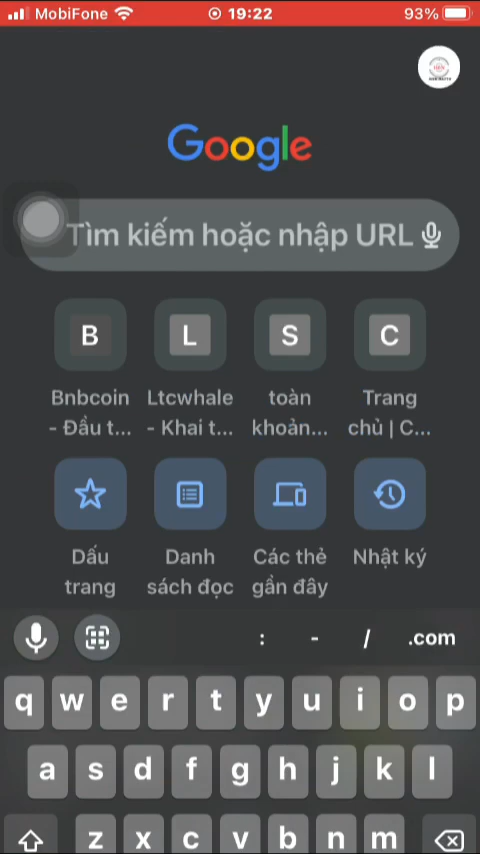 MobiFone 19:22 93%
Google
Tìm kiếm hoặc nhập URL
B L S C
Bnbcoin Ltcwhale toàn Trang
- Đầu t... - Khai t... khoản... chủ | C...
Dấu Danh Các thẻ Nhật ký
trang sách đọc gần đây
: - / .com
q w e r t y u i o p
a s d f g h j k l
z x c v b n m